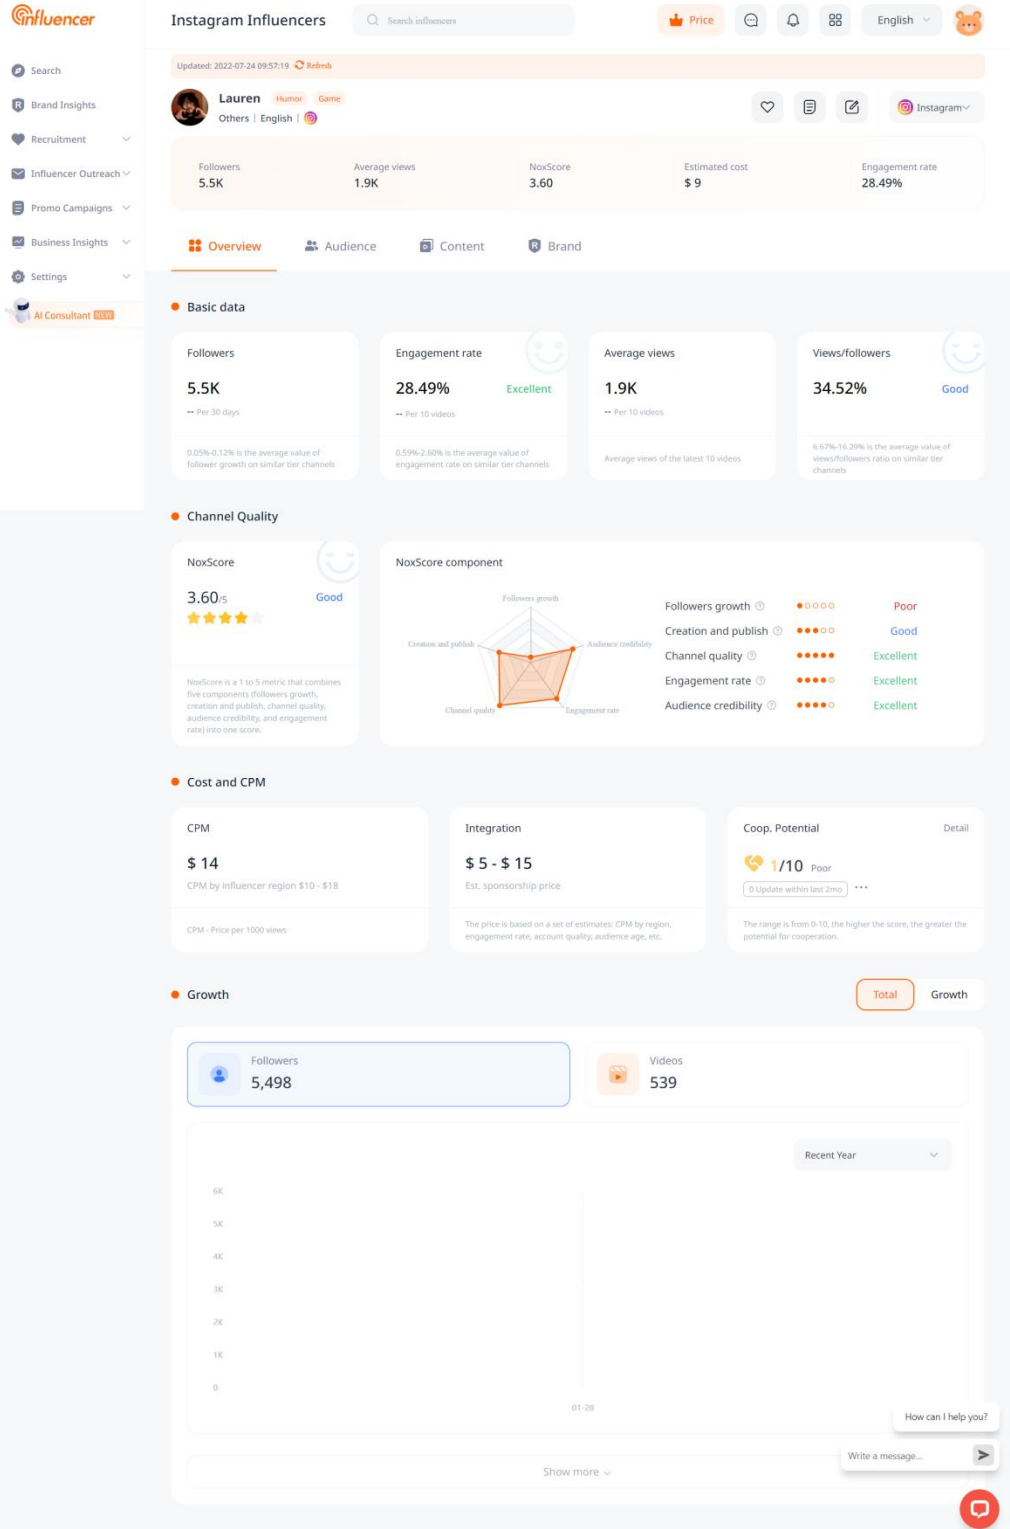 influencer
Instagram Influencers
Search influencers
Price
English
Search
Brand Insights
Recruitment
Influencer Outreach
Promo Campaigns
Business Insights
Settings
AI Consultant NEW
Updated: 2022-07-24 09:57:19 Refresh
Lauren Humor Game
Others | English |
Instagram
Followers
5.5K
Average views
1.9K
NoxScore
3.60
Estimated cost
$ 9
Engagement rate
28.49%
Overview
Audience
Content
Brand
Basic data
Followers
5.5K
-- Per 30 days
0.05%-0.12% is the average value of
follower growth on similar tier channels
Engagement rate
28.49% Excellent
-- Per 10 videos
0.59%-2.60% is the average value of
engagement rate on similar tier channels
Average views
1.9K
-- Per 10 videos
Average views of the latest 10 videos
Views/followers
34.52% Good
6.67%-16.29% is the average value of
views/followers ratio on similar tier
channels
Channel Quality
NoxScore
3.60/5 Good
NoxScore is a 1 to 5 metric that combines
five components (followers growth,
creation and publish, channel quality,
audience credibility, and engagement
rate) into one score.
NoxScore component
Followers growth
Creation and publish
Audience credibility
Channel quality
Engagement rate
Followers growth ? Poor
Creation and publish ? Good
Channel quality ? Excellent
Engagement rate ? Excellent
Audience credibility ? Excellent
Cost and CPM
CPM
$ 14
CPM by influencer region $10 - $18
CPM - Price per 1000 views
Integration
$ 5 - $ 15
Est. sponsorship price
The price is based on a set of estimates: CPM by region,
engagement rate, account quality, audience age, etc.
Coop. Potential Detail
1/10 Poor
0 Update within last 2mo ...
The range is from 0-10, the higher the score, the greater the
potential for cooperation.
Growth
Total
Growth
Followers
5,498
Videos
539
Recent Year
6K
5K
4K
3K
2K
1K
0
01-28
Show more
How can I help you?
Write a message...